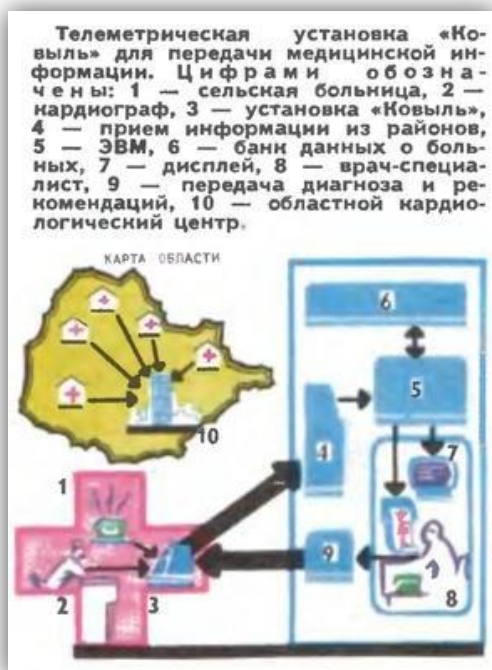 Телеметрическая установка «Ко-
выль» для передачи медицинской ин-
формации. Цифрами обозна-
чены: 1 — сельская больница, 2 —
кардиограф, 3 — установка «Ковыль»,
4 — прием информации из районов,
5 — ЭВМ, 6 — банк данных о боль-
ных, 7 — дисплей, 8 — врач-специа-
лист, 9 — передача диагноза и ре-
комендаций, 10 — областной кардио-
логический центр.
КАРТА ОБЛАСТИ
6
5
10
4
7
1
9
2
3
8